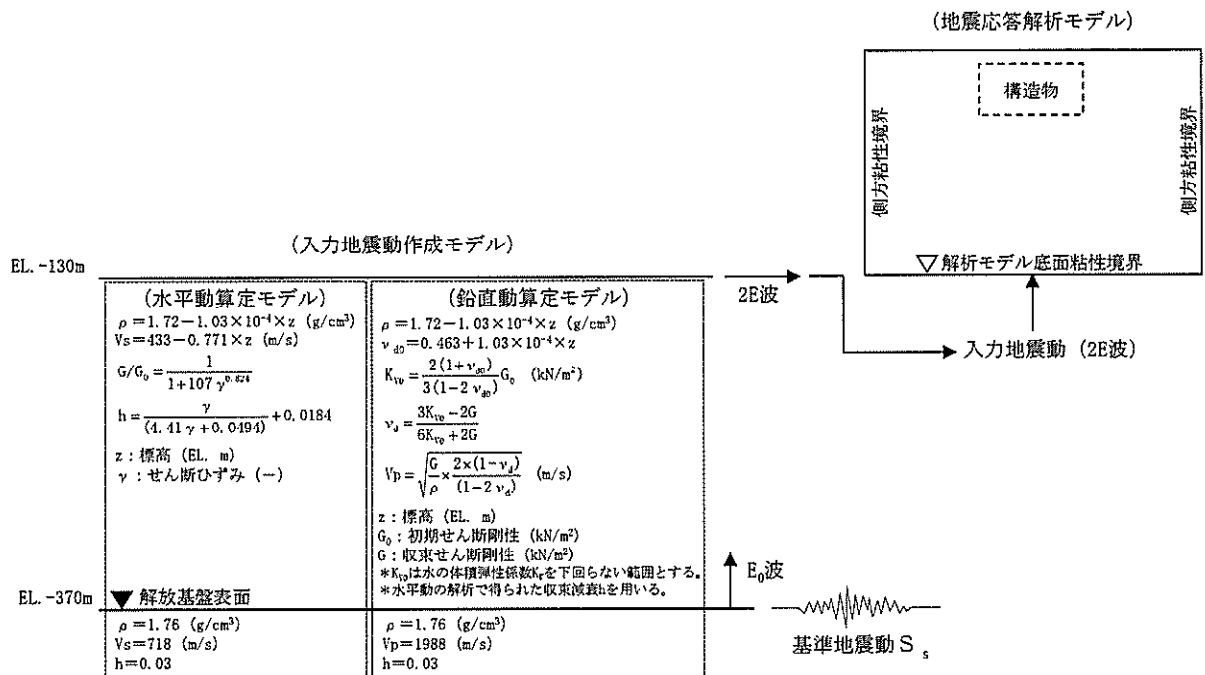 (地震応答解析モデル)
構造物
側方粘性境界
側方粘性境界
▽解析モデル底面粘性境界
(入力地震動作成モデル)
EL.-130m
2E波
入力地震動 (2E波)
(水平動算定モデル)
ρ=1.72-1.03×10⁻⁴×z (g/cm³)
Vs=433-0.771×z (m/s)
G/G₀=1/(1+107γ^0.824)
h=γ/(4.41γ+0.0494)+0.0184
z:標高 (EL. m)
γ:せん断ひずみ (-)
(鉛直動算定モデル)
ρ=1.72-1.03×10⁻⁴×z (g/cm³)
ν_d0=0.463+1.03×10⁻⁴×z
K_V0=2(1+ν_d0)/3(1-2ν_d0) G₀ (kN/m²)
ν_d=(3K_V0-2G)/(6K_V0+2G)
Vp=√(G/ρ×2×(1-ν_d)/(1-2ν_d)) (m/s)
z:標高 (EL. m)
G₀:初期せん断剛性 (kN/m²)
G:収束せん断剛性 (kN/m²)
*K_V0は水の体積弾性係数K_fを下回らない範囲とする。
*水平動の解析で得られた収束減衰hを用いる。
E₀波
EL.-370m
▼解放基盤表面
ρ=1.76 (g/cm³)
Vs=718 (m/s)
h=0.03
ρ=1.76 (g/cm³)
Vp=1988 (m/s)
h=0.03
基準地震動Ss